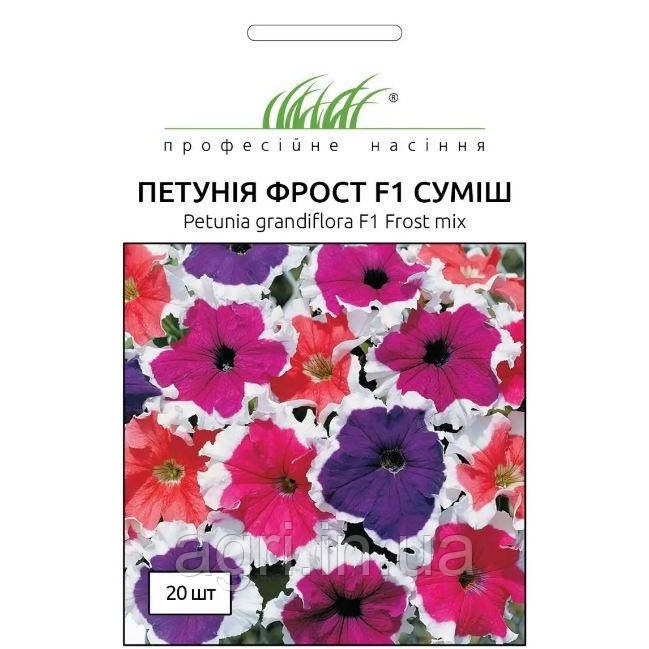 ®
професійне насіння
ПЕТУНІЯ ФРОСТ F1 СУМІШ
Petunia grandiflora F1 Frost mix
agri.in.ua
20 шт